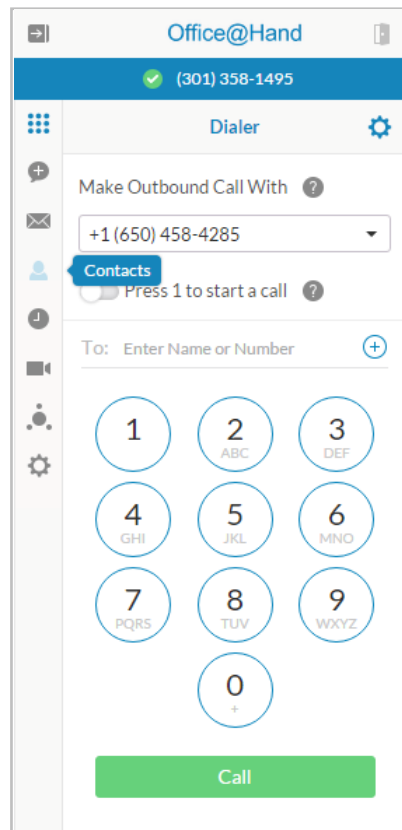 Office@Hand
(301) 358-1495
Dialer
Make Outbound Call With ?
+1 (650) 458-4285
Contacts
Press 1 to start a call ?
To: Enter Name or Number
1
2
ABC
3
DEF
4
GHI
5
JKL
6
MNO
7
PQRS
8
TUV
9
WXYZ
0
+
Call